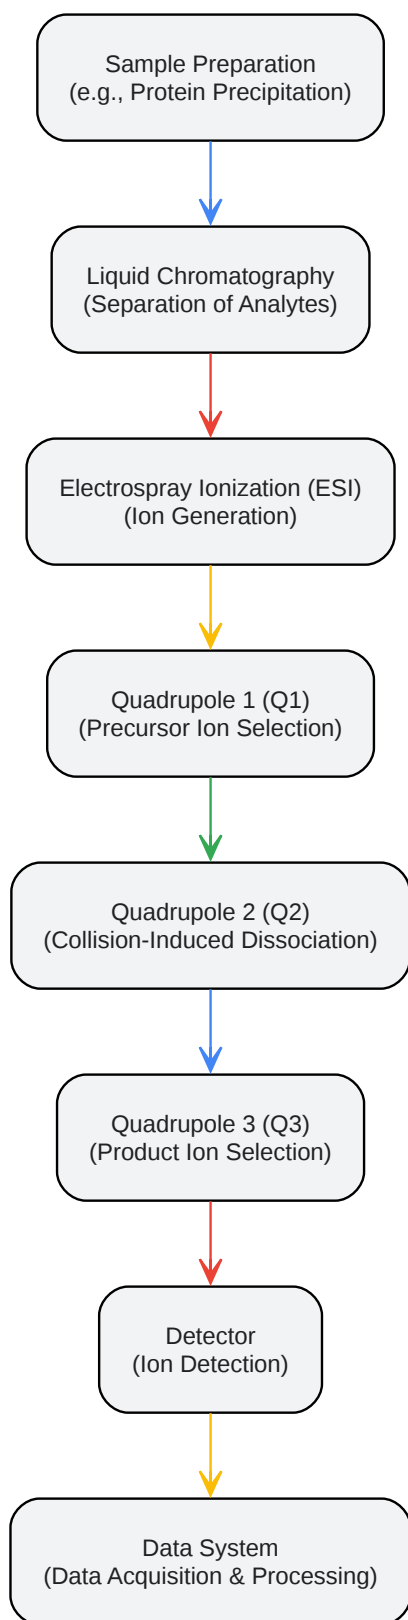 Sample Preparation
(e.g., Protein Precipitation)
Liquid Chromatography
(Separation of Analytes)
Electrospray Ionization (ESI)
(Ion Generation)
Quadrupole 1 (Q1)
(Precursor Ion Selection)
Quadrupole 2 (Q2)
(Collision-Induced Dissociation)
Quadrupole 3 (Q3)
(Product Ion Selection)
Detector
(Ion Detection)
Data System
(Data Acquisition & Processing)